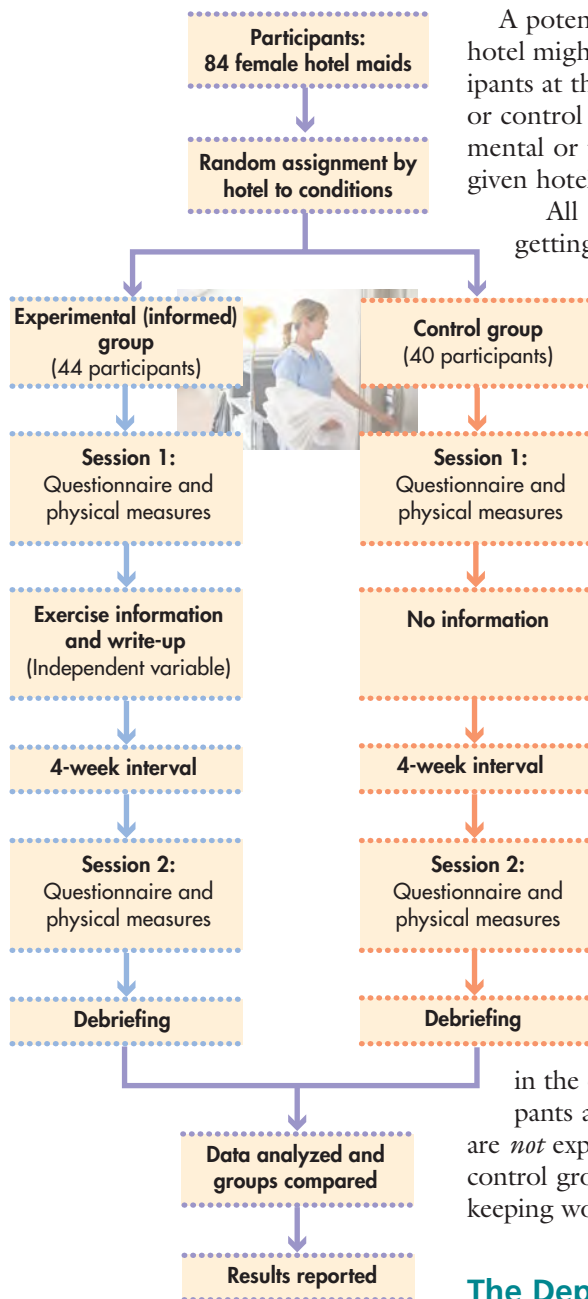 Participants:
84 female hotel maids
Random assignment by
hotel to conditions
Experimental (informed)
group
(44 participants)
Session 1:
Questionnaire and
physical measures
Exercise information
and write-up
(Independent variable)
4-week interval
Session 2:
Questionnaire and
physical measures
Debriefing
Control group
(40 participants)
Session 1:
Questionnaire and
physical measures
No information
4-week interval
Session 2:
Questionnaire and
physical measures
Debriefing
Data analyzed and
groups compared
Results reported
A poten
hotel migh
ipants at th
or control
mental or
given hote
All
getting
in the
pants a
are not exp
control gro
keeping wo
The Dep